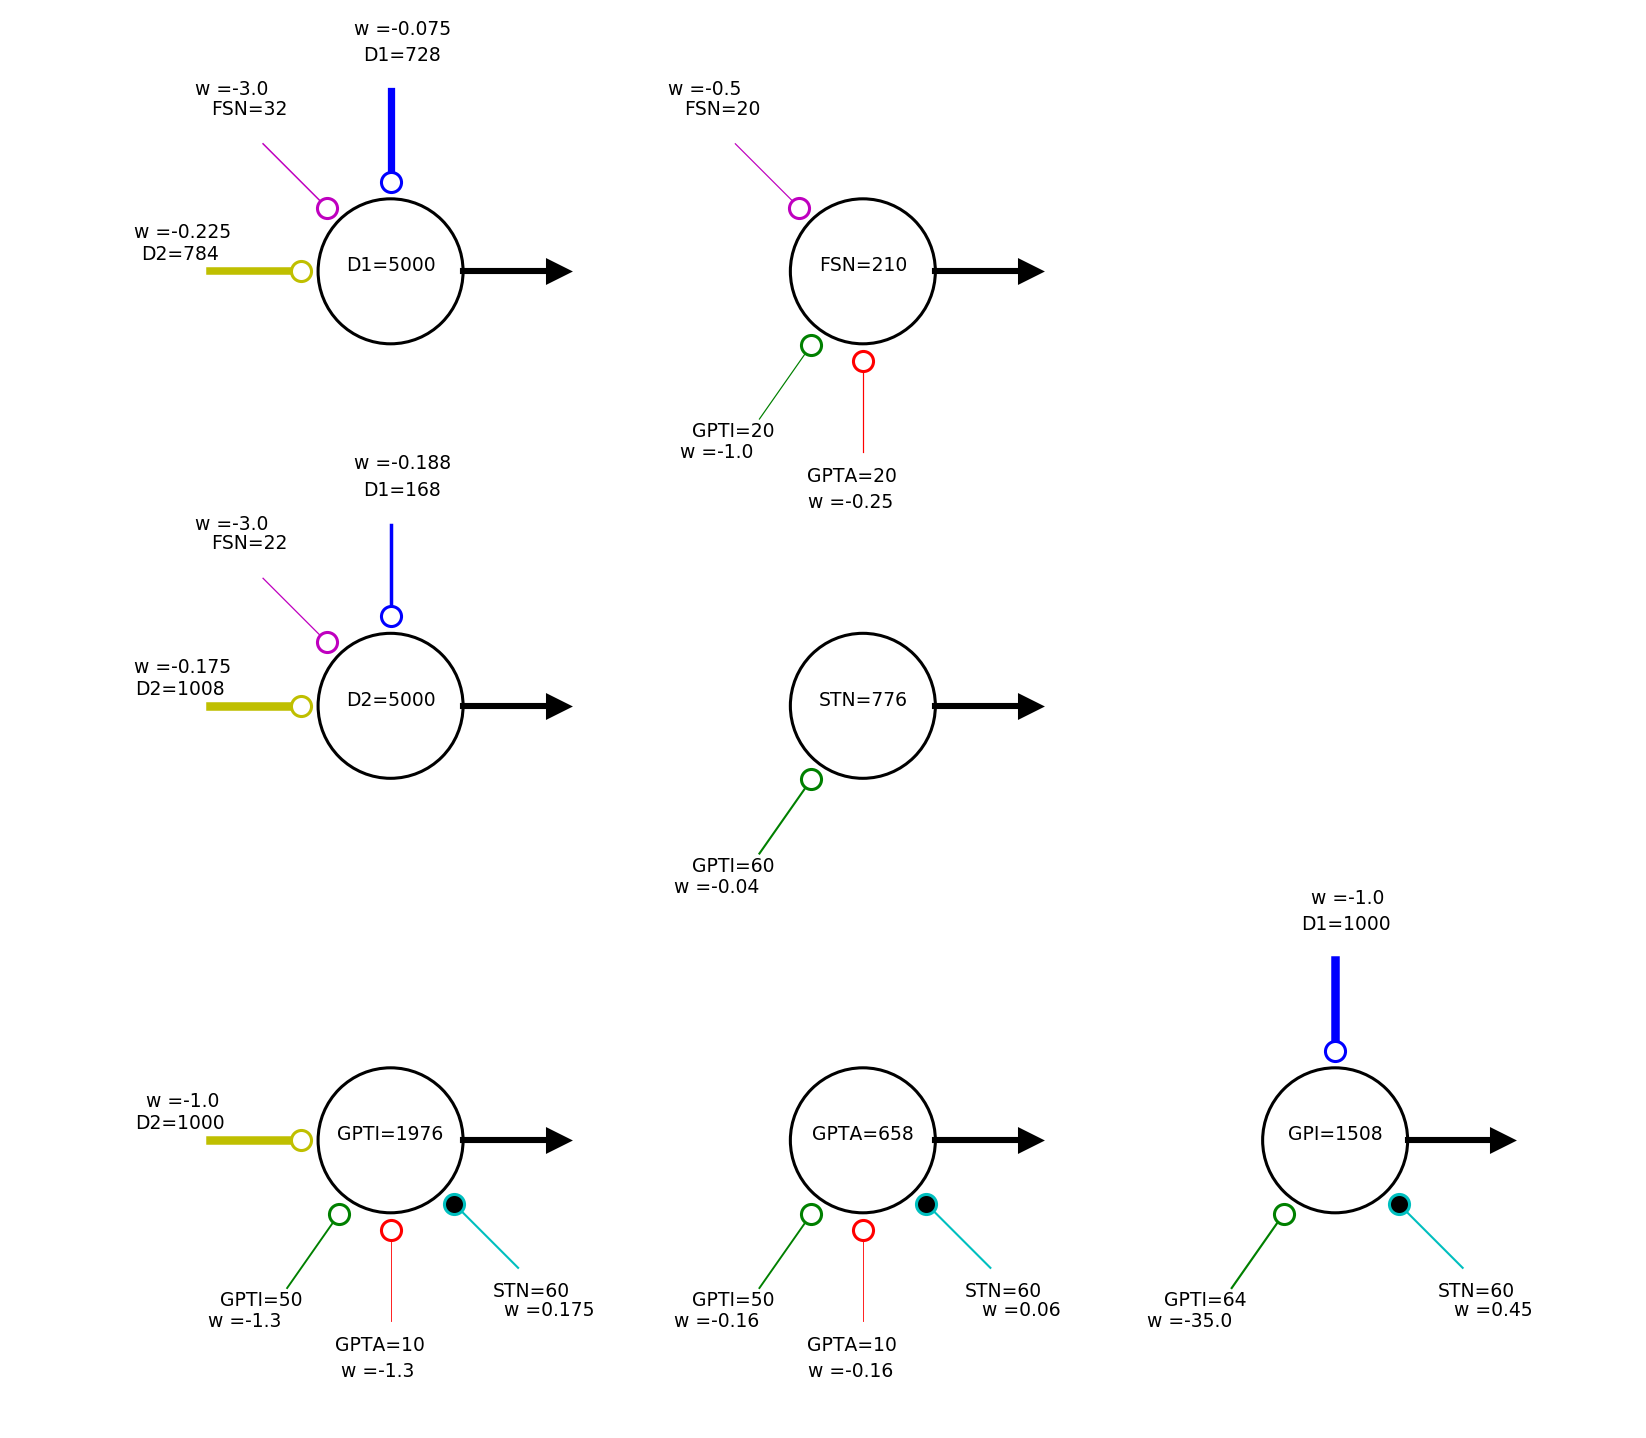 w =-0.075
D1=728
w =-3.0
FSN=32
w =-0.225
D2=784
D1=5000
w =-0.5
FSN=20
FSN=210
GPTI=20
w =-1.0
GPTA=20
w =-0.25
w =-0.188
D1=168
w =-3.0
FSN=22
w =-0.175
D2=1008
D2=5000
STN=776
GPTI=60
w =-0.04
w =-1.0
D2=1000
GPTI=1976
GPTI=50
w =-1.3
GPTA=10
w =-1.3
STN=60
w =0.175
GPTA=658
GPTI=50
w =-0.16
GPTA=10
w =-0.16
STN=60
w =0.06
w =-1.0
D1=1000
GPI=1508
GPTI=64
w =-35.0
STN=60
w =0.45